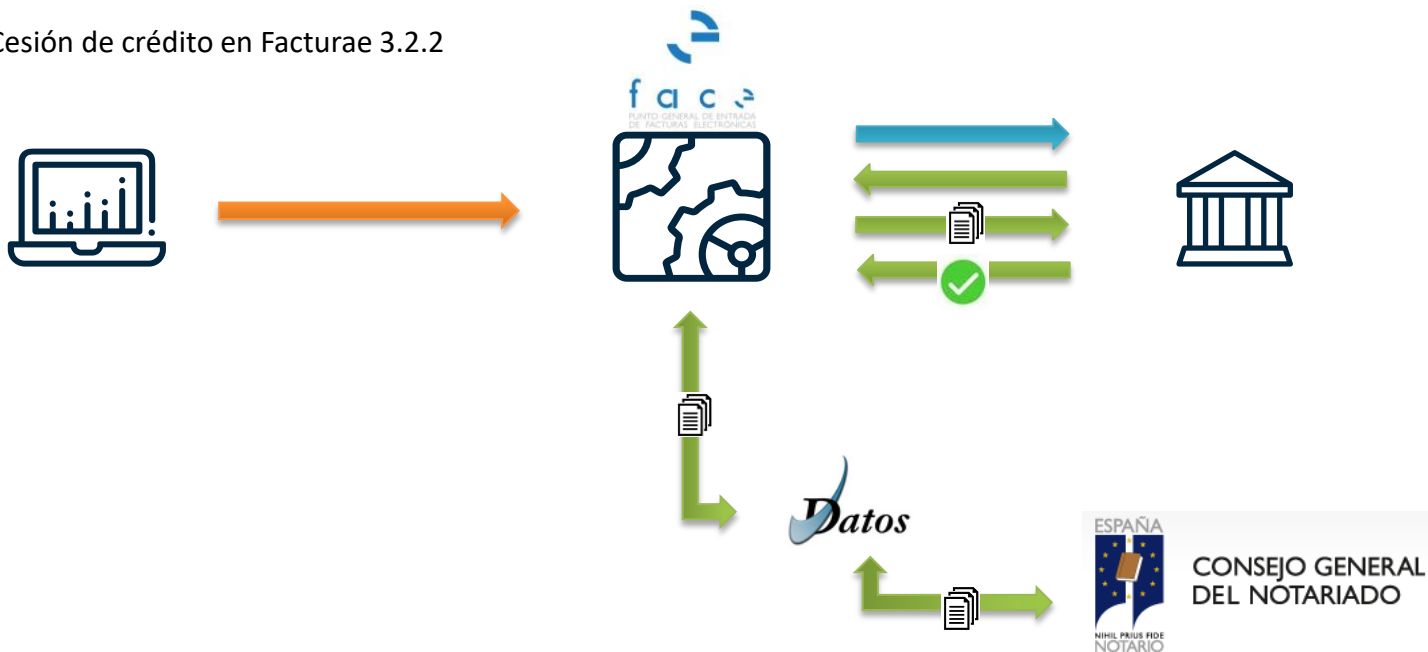 Cesión de crédito en Facturae 3.2.2
face
PUNTO GENERAL DE ENTRADA
DE FACTURAS ELECTRÓNICAS
Datos
ESPAÑA
CONSEJO GENERAL
DEL NOTARIADO
NIHIL PRIUS FIDE
NOTARIO